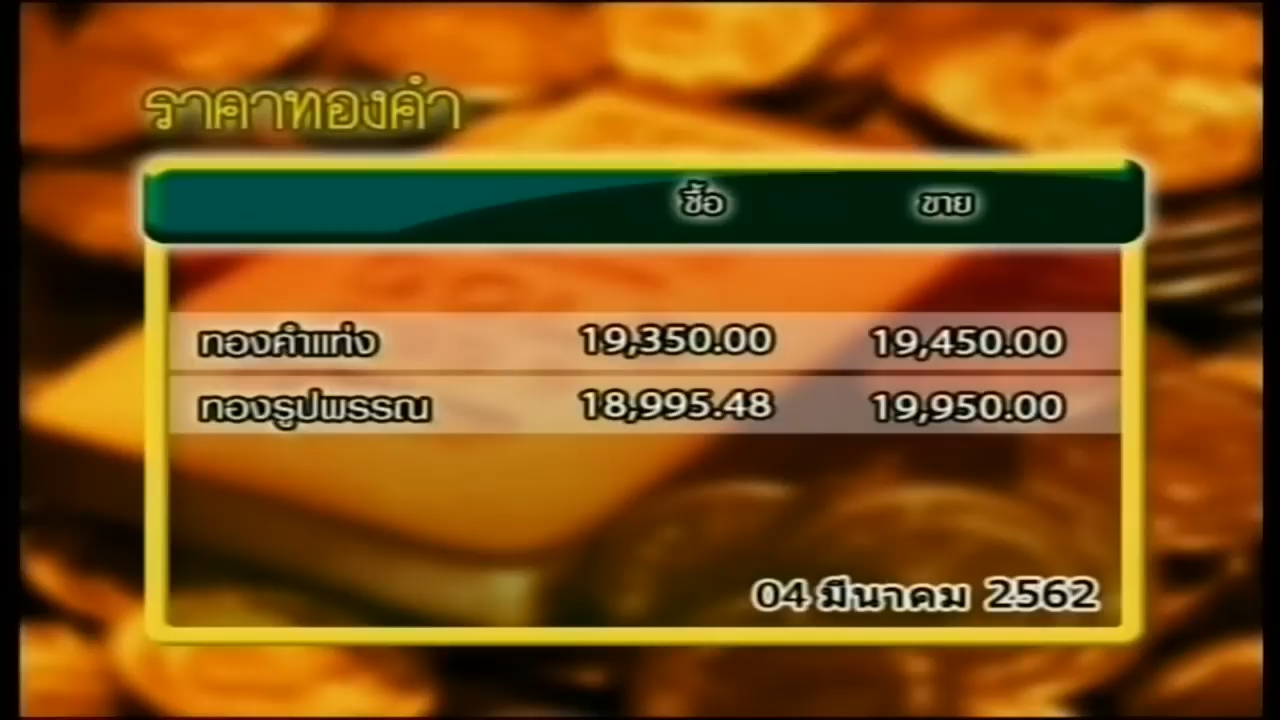 ราคาทองคำ
ซื้อ ขาย
ทองคำแท่ง 19,350.00 19,450.00
ทองรูปพรรณ 18,995.48 19,950.00
04 มีนาคม 2562